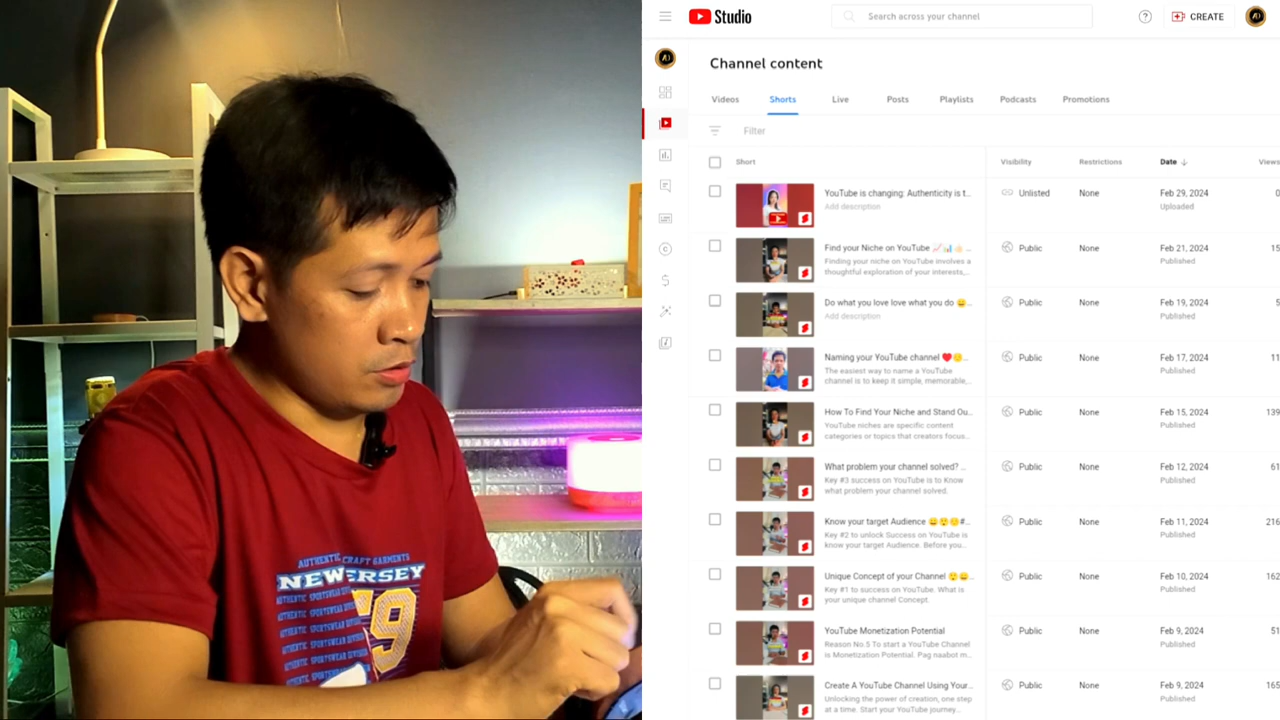 AUTHENTIC CRAFT GARMENTS
NEW JERSEY
AUTHENTIC SPORTSWEAR DIVISION
79
Studio
Search across your channel
CREATE
Channel content
Videos Shorts Live Posts Playlists Podcasts Promotions
Filter
Short Visibility Restrictions Date Views
YouTube is changing: Authenticity is t... Unlisted None Feb 29, 2024 0
Add description Uploaded
Find your Niche on YouTube 📈📊👍🏻 ... Public None Feb 21, 2024 15
Finding your niche on YouTube involves a Published
thoughtful exploration of your interests,...
Do what you love love what you do 😄... Public None Feb 19, 2024 5
Add description Published
Naming your YouTube channel ❤️☺️... Public None Feb 17, 2024 11
The easiest way to name a YouTube Published
channel is to keep it simple, memorable,...
How To Find Your Niche and Stand Ou... Public None Feb 15, 2024 139
YouTube niches are specific content Published
categories or topics that creators focus...
What problem your channel solved? ... Public None Feb 12, 2024 61
Key #3 success on YouTube is to Know Published
what problem your channel solved.
Know your target Audience 😄😲☺️#... Public None Feb 11, 2024 216
Key #2 to unlock Success on YouTube is Published
know your target Audience. Before you...
Unique Concept of your Channel 😲😄... Public None Feb 10, 2024 162
Key #1 to success on YouTube. What is Published
your unique channel Concept.
YouTube Monetization Potential Public None Feb 9, 2024 51
Reason No.5 To start a YouTube Channel Published
is Monetization Potential. Pag naabot m...
Create A YouTube Channel Using Your... Public None Feb 9, 2024 165
Unlocking the power of creation, one step Published
at a time. Start your YouTube journey...